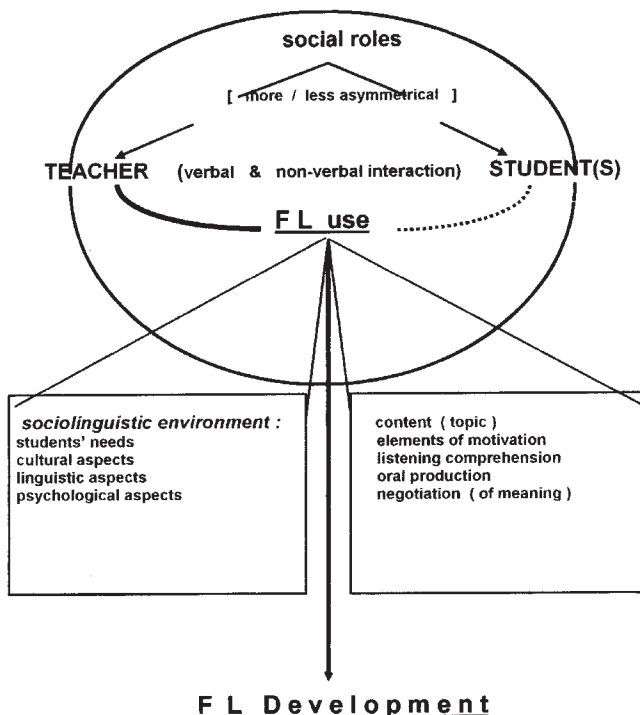 social roles
[ more / less asymmetrical ]
TEACHER (verbal & non-verbal interaction) STUDENT(S)
F L use
sociolinguistic environment :
students' needs
cultural aspects
linguistic aspects
psychological aspects
content ( topic )
elements of motivation
listening comprehension
oral production
negotiation ( of meaning )
F L Development